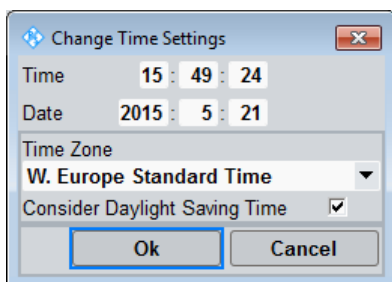 Change Time Settings
Time 15 : 49 : 24
Date 2015 : 5 : 21
Time Zone
W. Europe Standard Time
Consider Daylight Saving Time
Ok Cancel